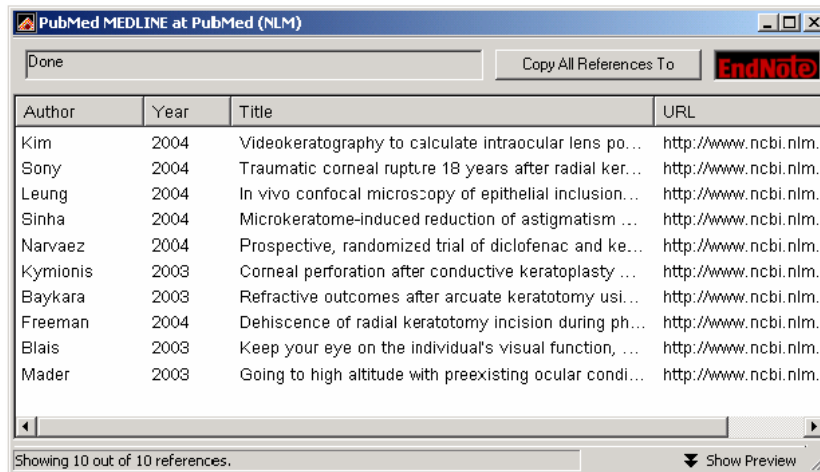 PubMed MEDLINE at PubMed (NLM)
Done Copy All References To EndNote
Author Year Title URL
Kim 2004 Videokeratography to calculate intraocular lens po... http://www.ncbi.nlm.
Sony 2004 Traumatic corneal rupture 18 years after radial ker... http://www.ncbi.nlm.
Leung 2004 In vivo confocal microscopy of epithelial inclusion... http://www.ncbi.nlm.
Sinha 2004 Microkeratome-induced reduction of astigmatism ... http://www.ncbi.nlm.
Narvaez 2004 Prospective, randomized trial of diclofenac and ke... http://www.ncbi.nlm.
Kymionis 2003 Corneal perforation after conductive keratoplasty ... http://www.ncbi.nlm.
Baykara 2003 Refractive outcomes after arcuate keratotomy usi... http://www.ncbi.nlm.
Freeman 2004 Dehiscence of radial keratotomy incision during ph... http://www.ncbi.nlm.
Blais 2003 Keep your eye on the individual's visual function, ... http://www.ncbi.nlm.
Mader 2003 Going to high altitude with preexisting ocular condi... http://www.ncbi.nlm.
Showing 10 out of 10 references. Show Preview